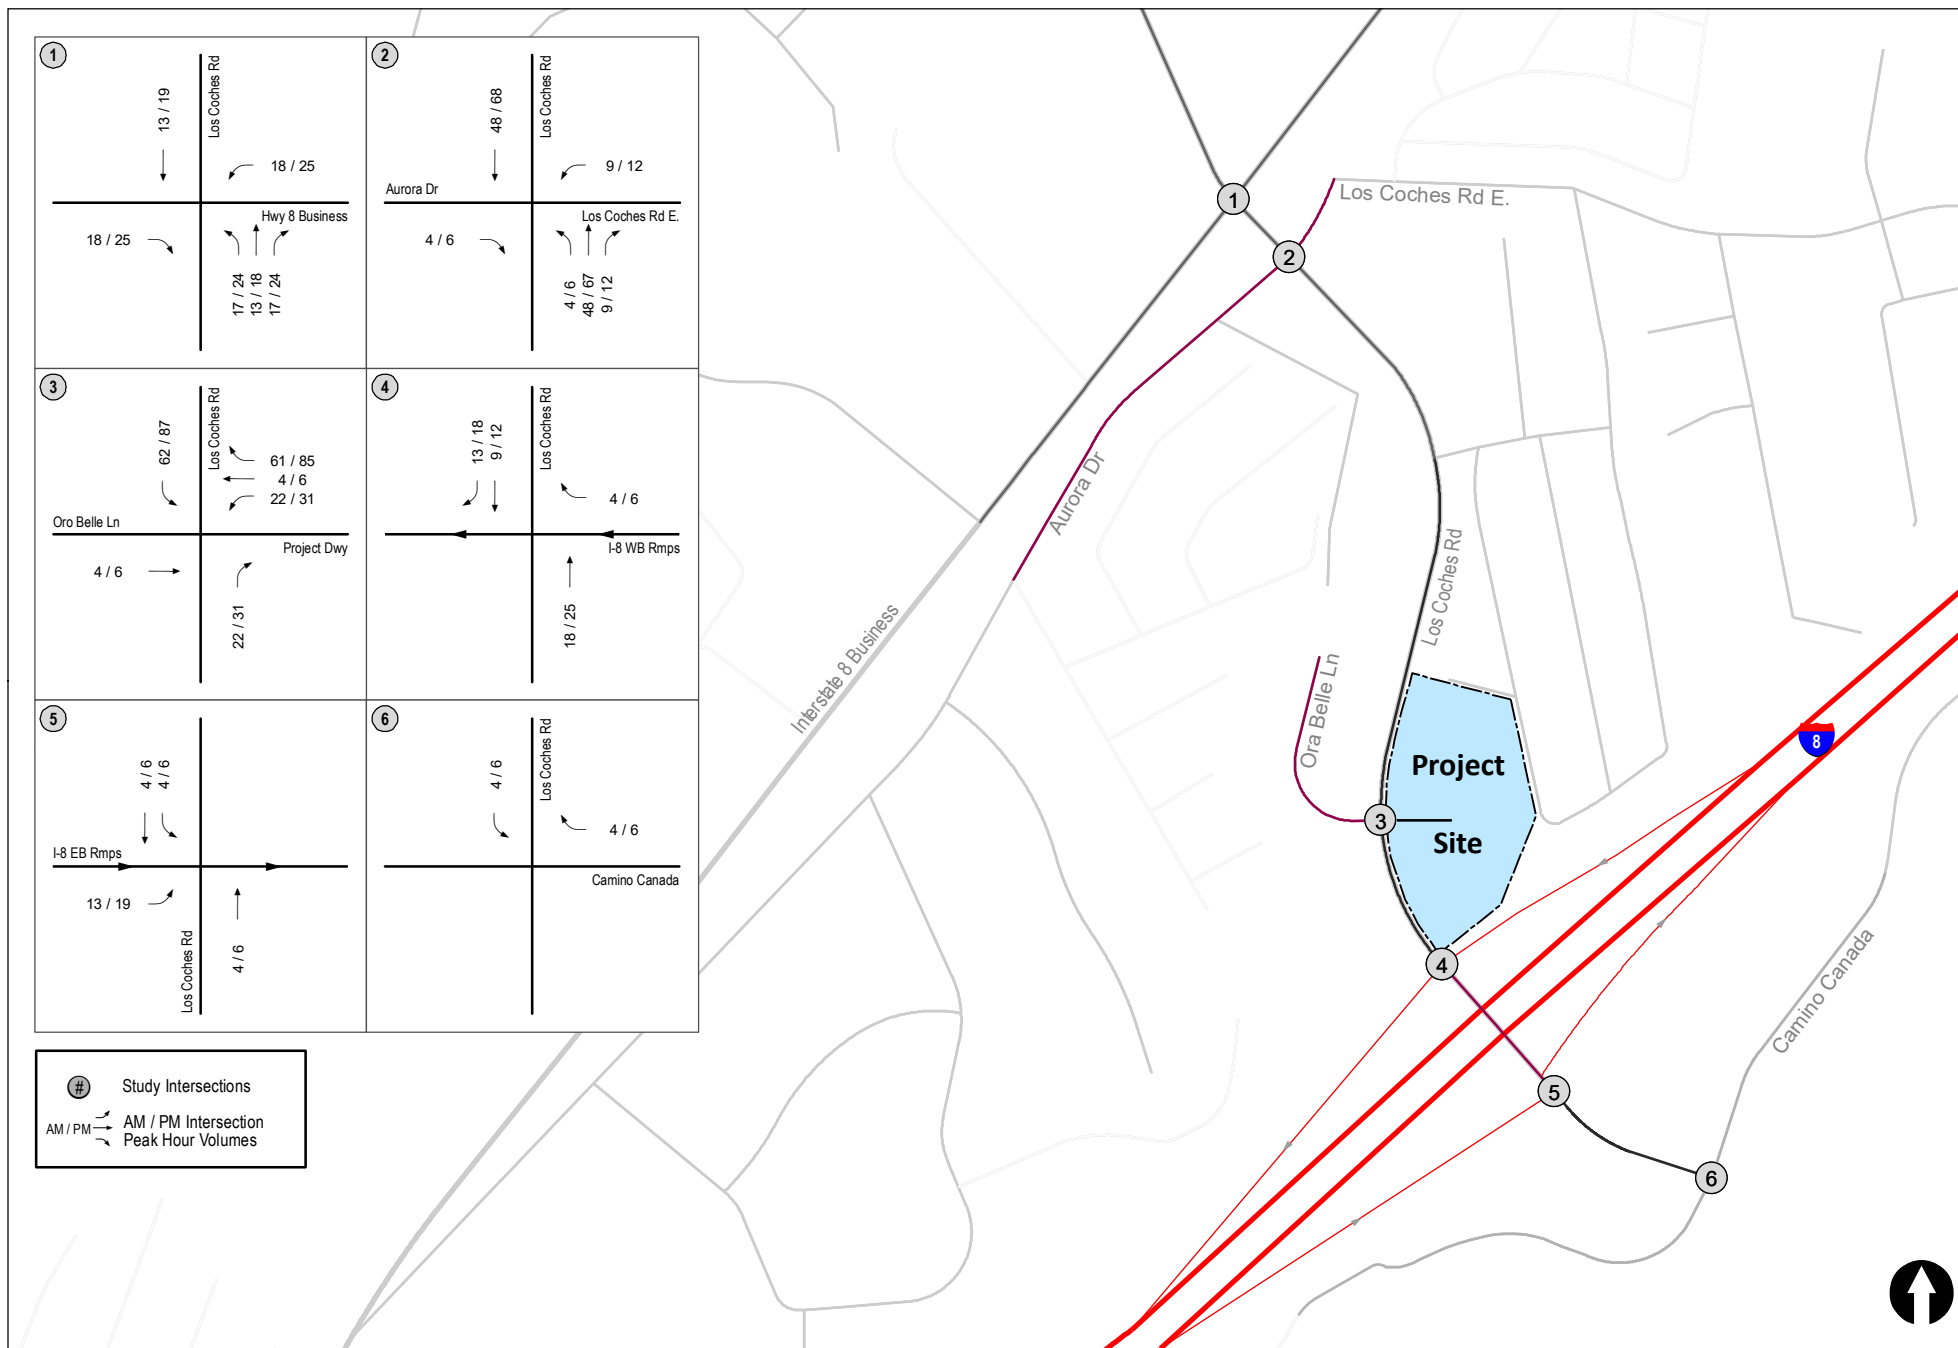 1
Los Coches Rd
13 / 19
18 / 25
Hwy 8 Business
18 / 25
17 / 24
13 / 18
17 / 24
2
Los Coches Rd
48 / 68
9 / 12
Aurora Dr
Los Coches Rd E.
4 / 6
4 / 6
48 / 67
9 / 12
3
Los Coches Rd
62 / 87
61 / 85
4 / 6
22 / 31
Oro Belle Ln
Project Dwy
4 / 6
22 / 31
4
Los Coches Rd
13 / 18
9 / 12
4 / 6
I-8 WB Rmps
18 / 25
5
4 / 6
4 / 6
I-8 EB Rmps
13 / 19
Los Coches Rd
4 / 6
6
Los Coches Rd
4 / 6
4 / 6
Camino Canada
# Study Intersections
AM / PM
AM / PM Intersection
Peak Hour Volumes
1
Los Coches Rd E.
2
Aurora Dr
Los Coches Rd
Interstate 8 Business
Ora Belle Ln
Project
Site
8
3
4
Camino Canada
5
6